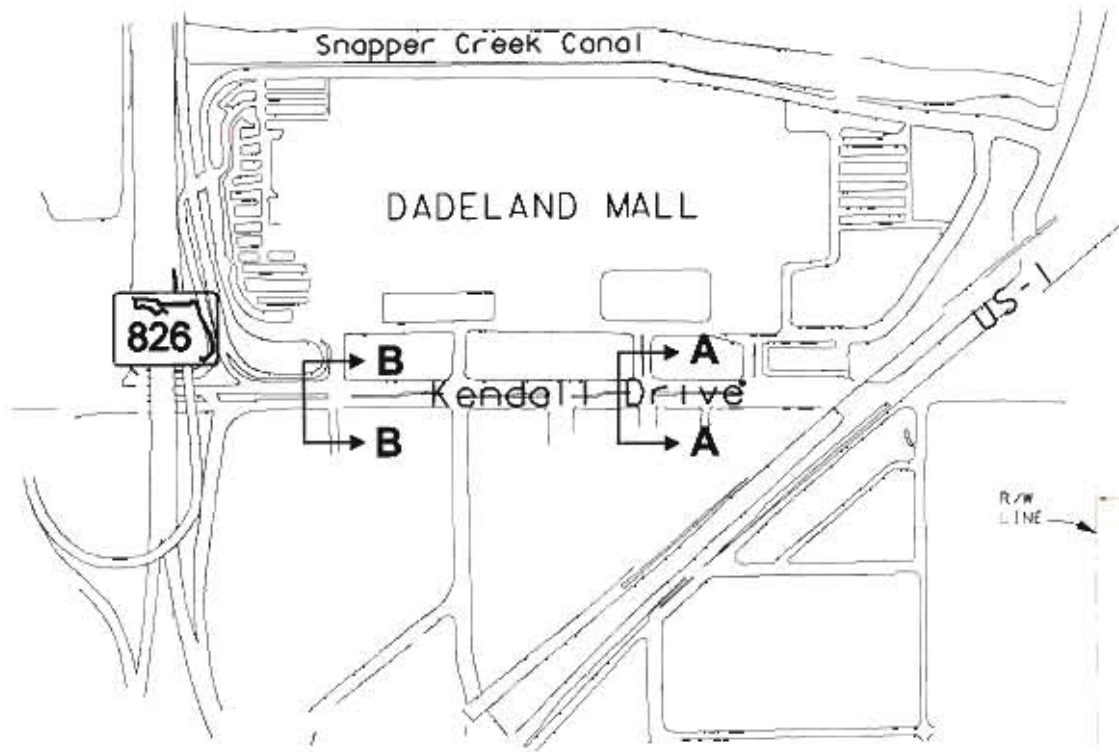 Snapper Creek Canal
DADELAND MALL
US-1
826
B
A
Kendall Drive
B
A
R/W
LINE